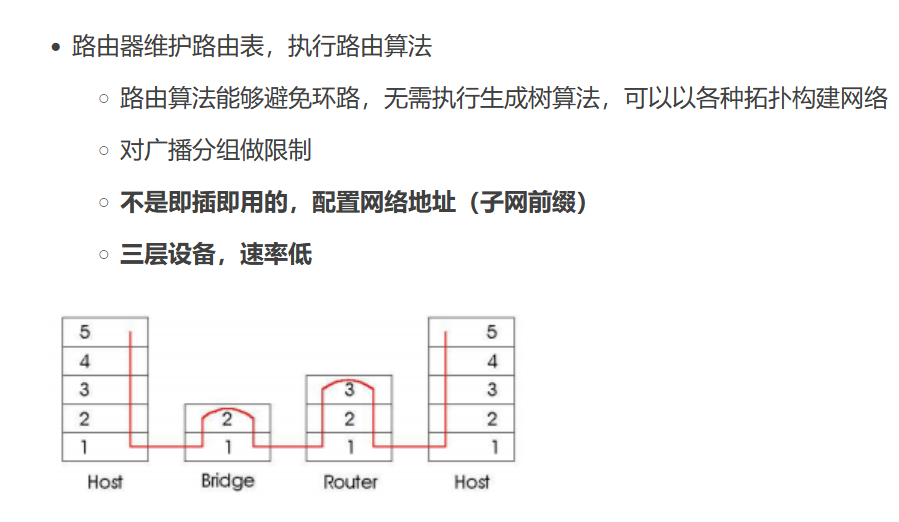 路由器维护路由表，执行路由算法
路由算法能够避免环路，无需执行生成树算法，可以以各种拓扑构建网络
对广播分组做限制
不是即插即用的，配置网络地址（子网前缀）
三层设备，速率低
5 5
4 4
3 3 3
2 2 2 2
1 1 1 1
Host Bridge Router Host